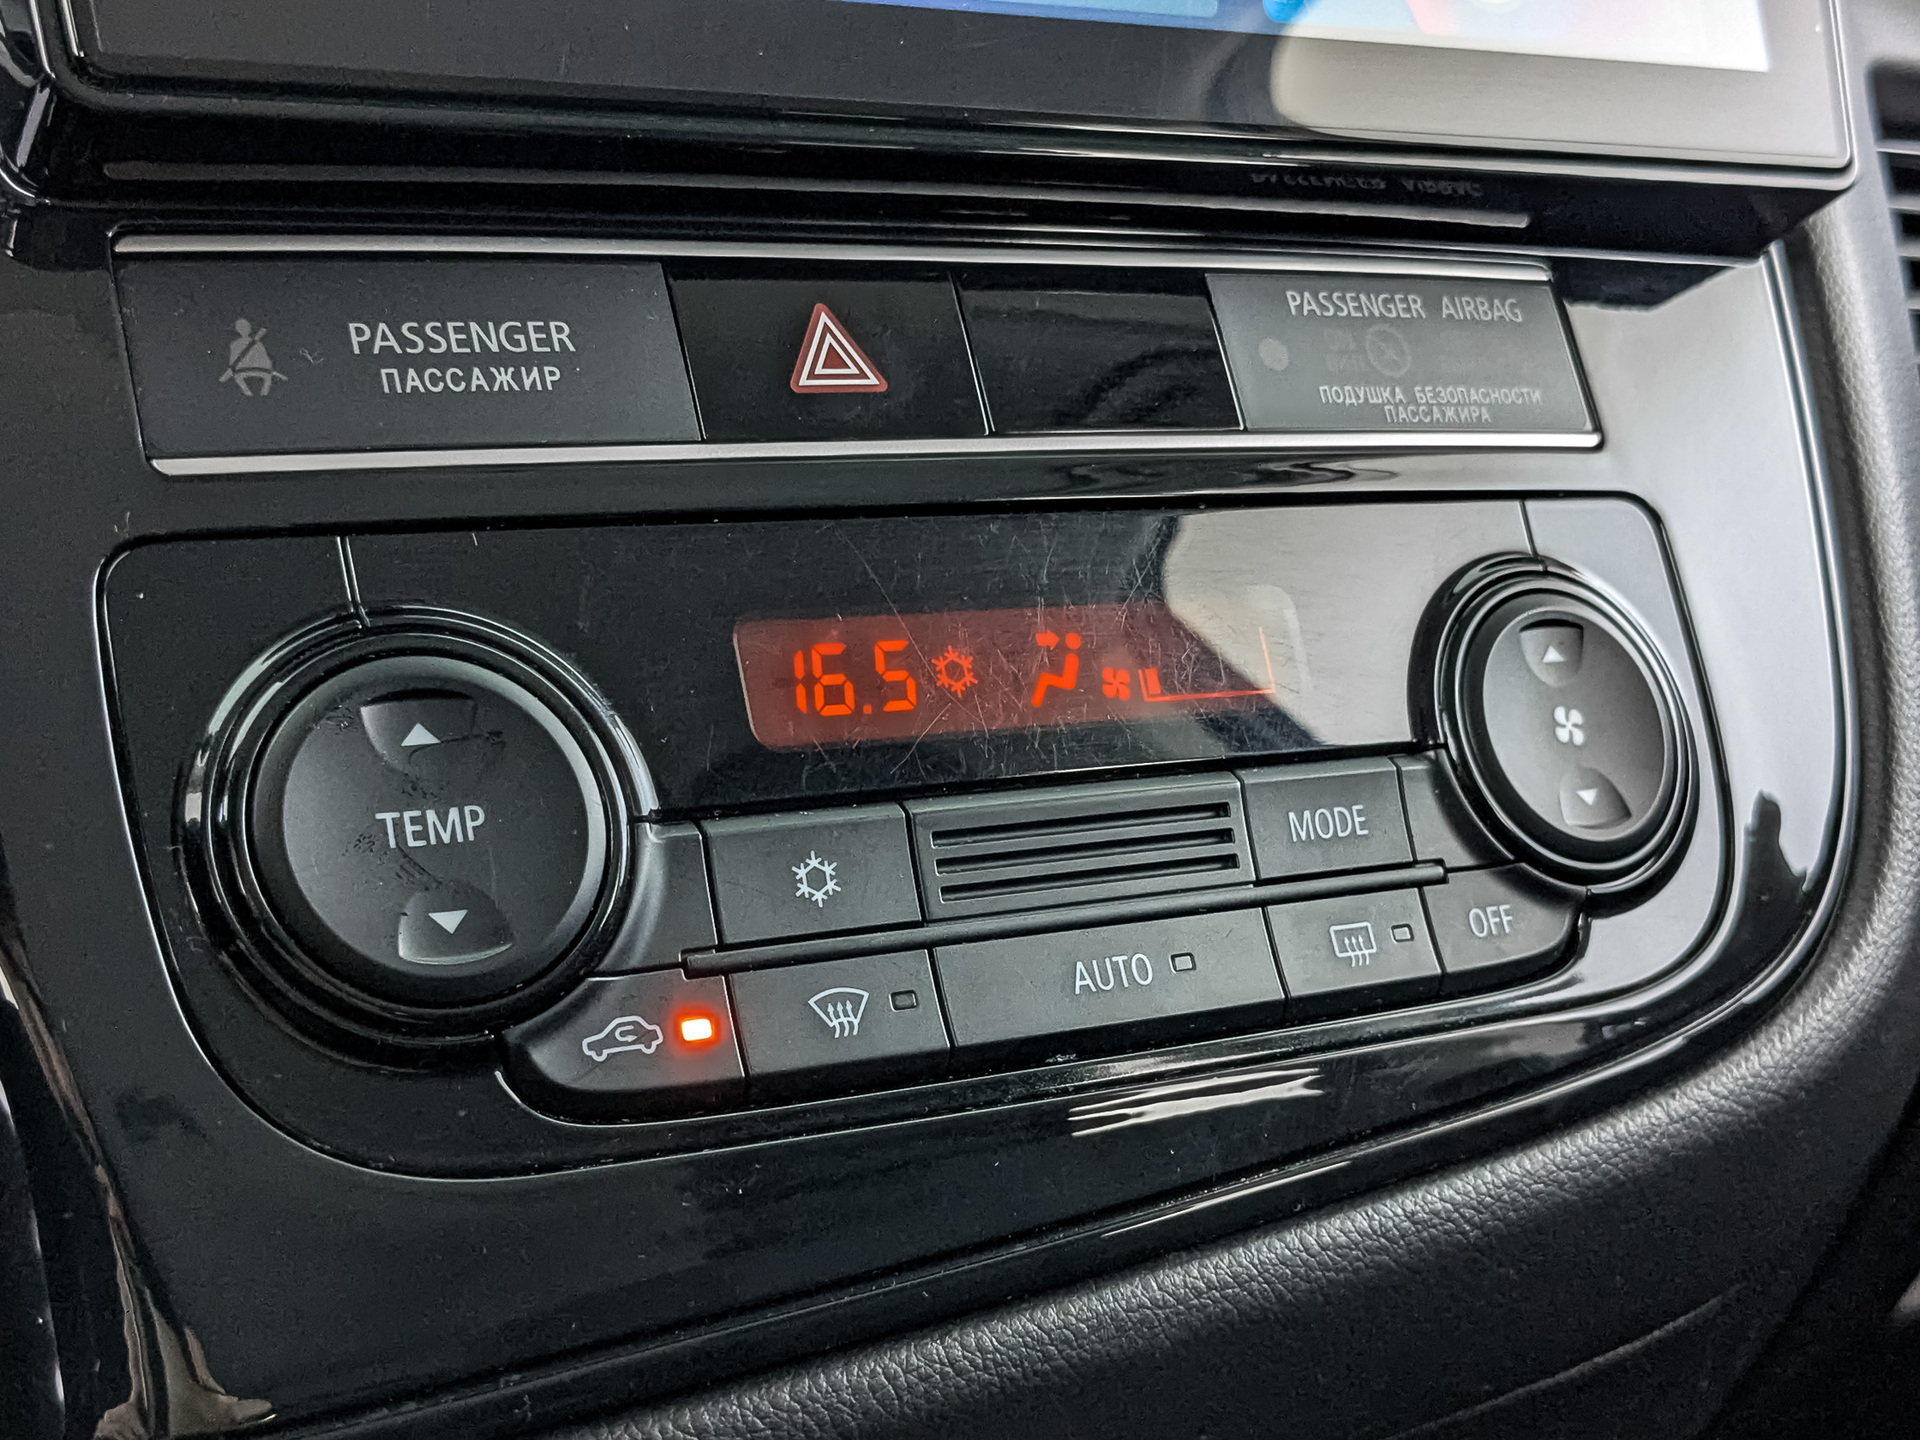 PASSENGER
ПАССАЖИР
PASSENGER AIRBAG
ПОДУШКА БЕЗОПАСНОСТИ
ПАССАЖИРА
16.5
TEMP
MODE
AUTO
OFF